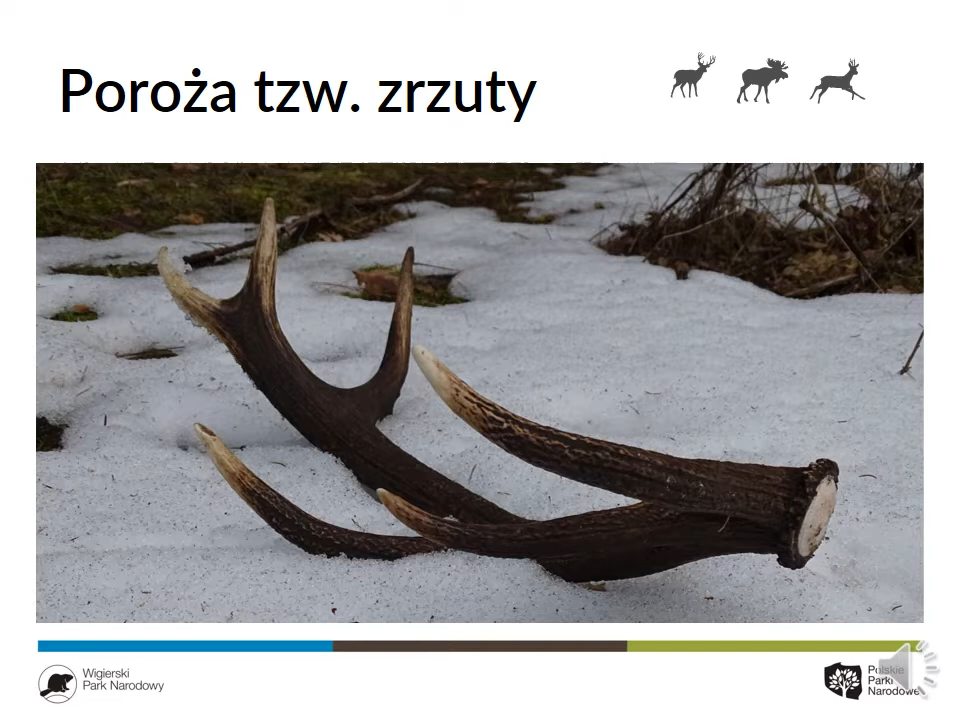 Poroża tzw. zrzuty
Wigierski
Park Narodowy
Polskie
Parki
Narodowe